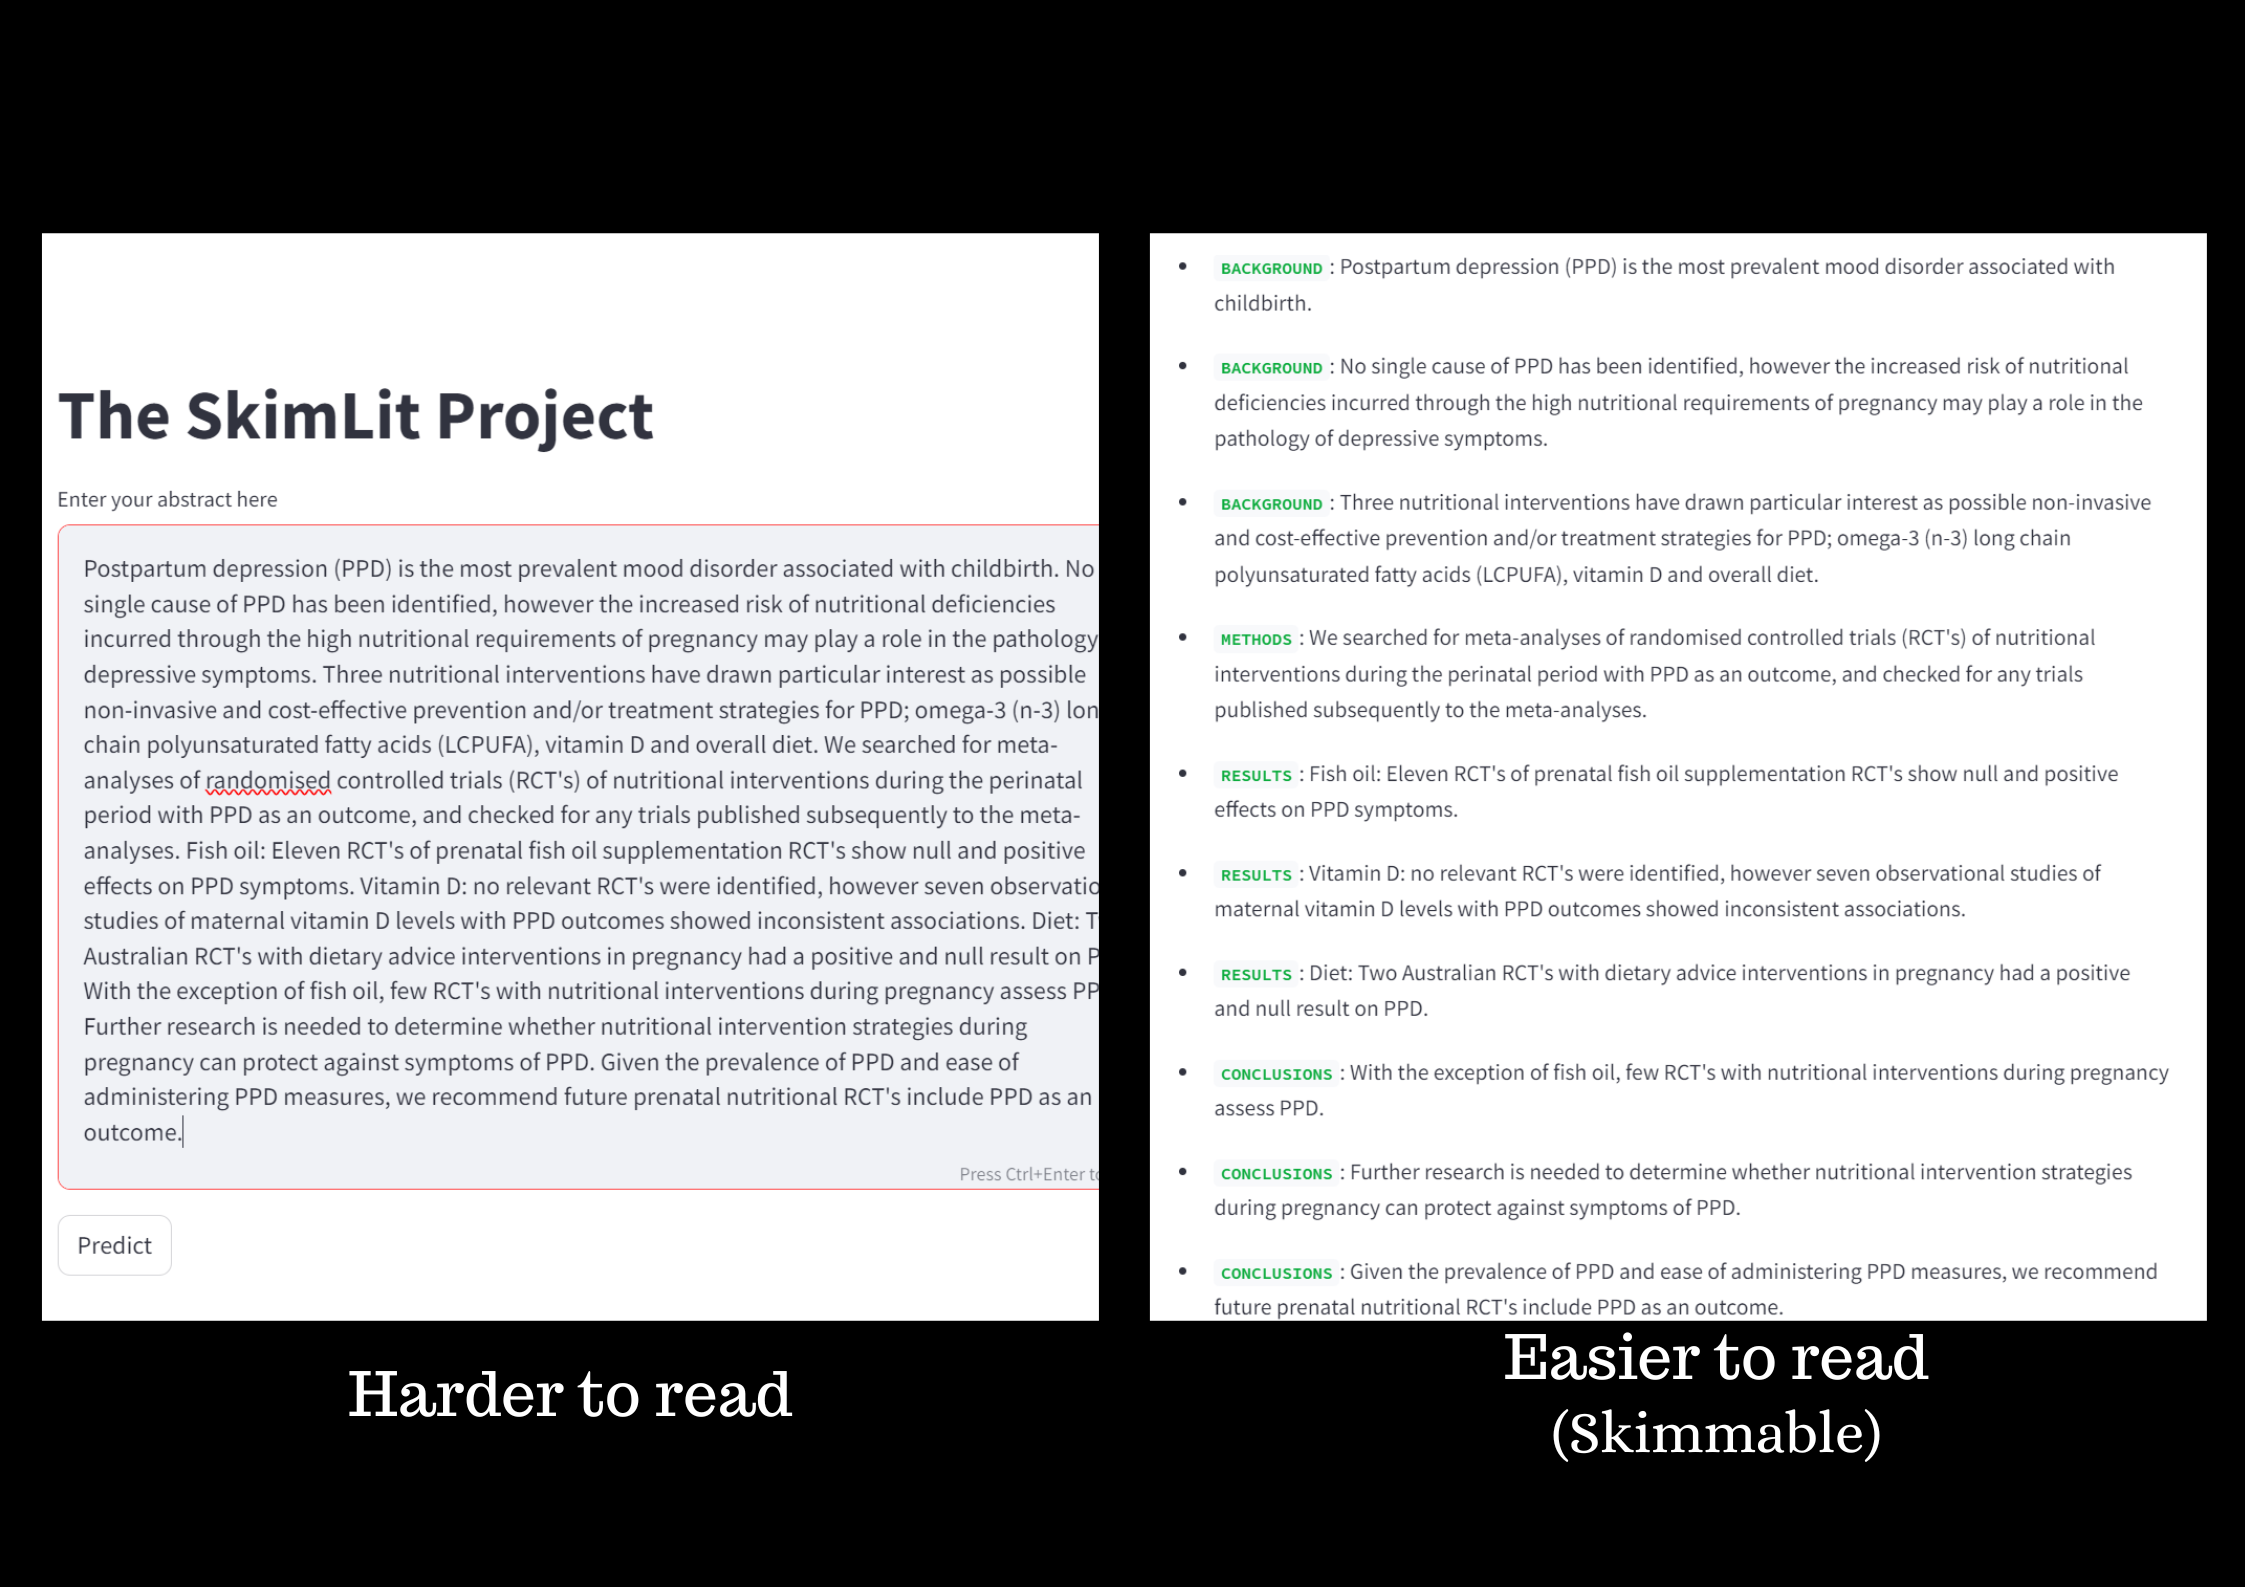 The SkimLit Project
Enter your abstract here
Postpartum depression (PPD) is the most prevalent mood disorder associated with childbirth. No
single cause of PPD has been identified, however the increased risk of nutritional deficiencies
incurred through the high nutritional requirements of pregnancy may play a role in the pathology
depressive symptoms. Three nutritional interventions have drawn particular interest as possible
non-invasive and cost-effective prevention and/or treatment strategies for PPD; omega-3 (n-3) lon
chain polyunsaturated fatty acids (LCPUFA), vitamin D and overall diet. We searched for meta-
analyses of randomised controlled trials (RCT's) of nutritional interventions during the perinatal
period with PPD as an outcome, and checked for any trials published subsequently to the meta-
analyses. Fish oil: Eleven RCT's of prenatal fish oil supplementation RCT's show null and positive
effects on PPD symptoms. Vitamin D: no relevant RCT's were identified, however seven observatio
studies of maternal vitamin D levels with PPD outcomes showed inconsistent associations. Diet: T
Australian RCT's with dietary advice interventions in pregnancy had a positive and null result on P
With the exception of fish oil, few RCT's with nutritional interventions during pregnancy assess PP
Further research is needed to determine whether nutritional intervention strategies during
pregnancy can protect against symptoms of PPD. Given the prevalence of PPD and ease of
administering PPD measures, we recommend future prenatal nutritional RCT's include PPD as an
outcome.
Press Ctrl+Enter to
Predict
Harder to read
• BACKGROUND : Postpartum depression (PPD) is the most prevalent mood disorder associated with
childbirth.
• BACKGROUND : No single cause of PPD has been identified, however the increased risk of nutritional
deficiencies incurred through the high nutritional requirements of pregnancy may play a role in the
pathology of depressive symptoms.
• BACKGROUND : Three nutritional interventions have drawn particular interest as possible non-invasive
and cost-effective prevention and/or treatment strategies for PPD; omega-3 (n-3) long chain
polyunsaturated fatty acids (LCPUFA), vitamin D and overall diet.
• METHODS : We searched for meta-analyses of randomised controlled trials (RCT's) of nutritional
interventions during the perinatal period with PPD as an outcome, and checked for any trials
published subsequently to the meta-analyses.
• RESULTS : Fish oil: Eleven RCT's of prenatal fish oil supplementation RCT's show null and positive
effects on PPD symptoms.
• RESULTS : Vitamin D: no relevant RCT's were identified, however seven observational studies of
maternal vitamin D levels with PPD outcomes showed inconsistent associations.
• RESULTS : Diet: Two Australian RCT's with dietary advice interventions in pregnancy had a positive
and null result on PPD.
• CONCLUSIONS : With the exception of fish oil, few RCT's with nutritional interventions during pregnancy
assess PPD.
• CONCLUSIONS : Further research is needed to determine whether nutritional intervention strategies
during pregnancy can protect against symptoms of PPD.
• CONCLUSIONS : Given the prevalence of PPD and ease of administering PPD measures, we recommend
future prenatal nutritional RCT's include PPD as an outcome.
Easier to read
(Skimmable)